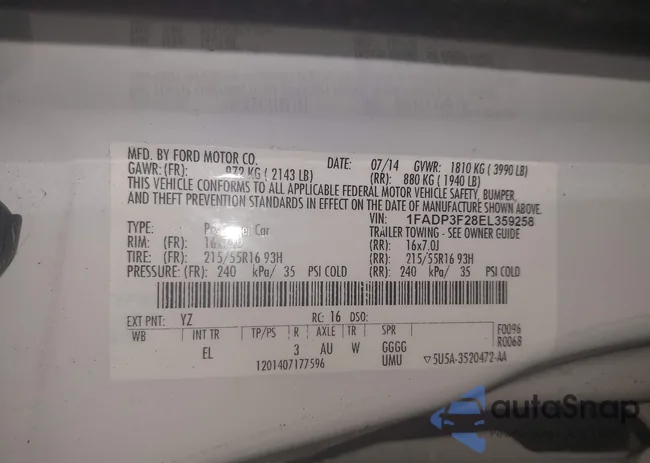 MFD. BY FORD MOTOR CO. DATE: 07/14 GVWR: 1810 KG ( 3990 LB)
GAWR: (FR): 972 KG ( 2143 LB) (RR): 880 KG ( 1940 LB)
THIS VEHICLE CONFORMS TO ALL APPLICABLE FEDERAL MOTOR VEHICLE SAFETY, BUMPER,
AND THEFT PREVENTION STANDARDS IN EFFECT ON THE DATE OF MANUFACTURE SHOWN ABOVE.
VIN: 1FADP3F28EL359258
TYPE: Passenger Car TRAILER TOWING - SEE OWNER GUIDE
RIM: (FR): 16x7.0J (RR): 16x7.0J
TIRE: (FR): 215/55R16 93H (RR): 215/55R16 93H
PRESSURE: (FR): 240 kPa/ 35 PSI COLD (RR): 240 kPa/ 35 PSI COLD
EXT PNT: YZ RC: 16 DSO: F0096
WB INT TR TP/PS R AXLE TR SPR R0068
EL 3 AU W GGGG
1201407177596 UMU ▽5U5A-3520472-AA
autoSnap